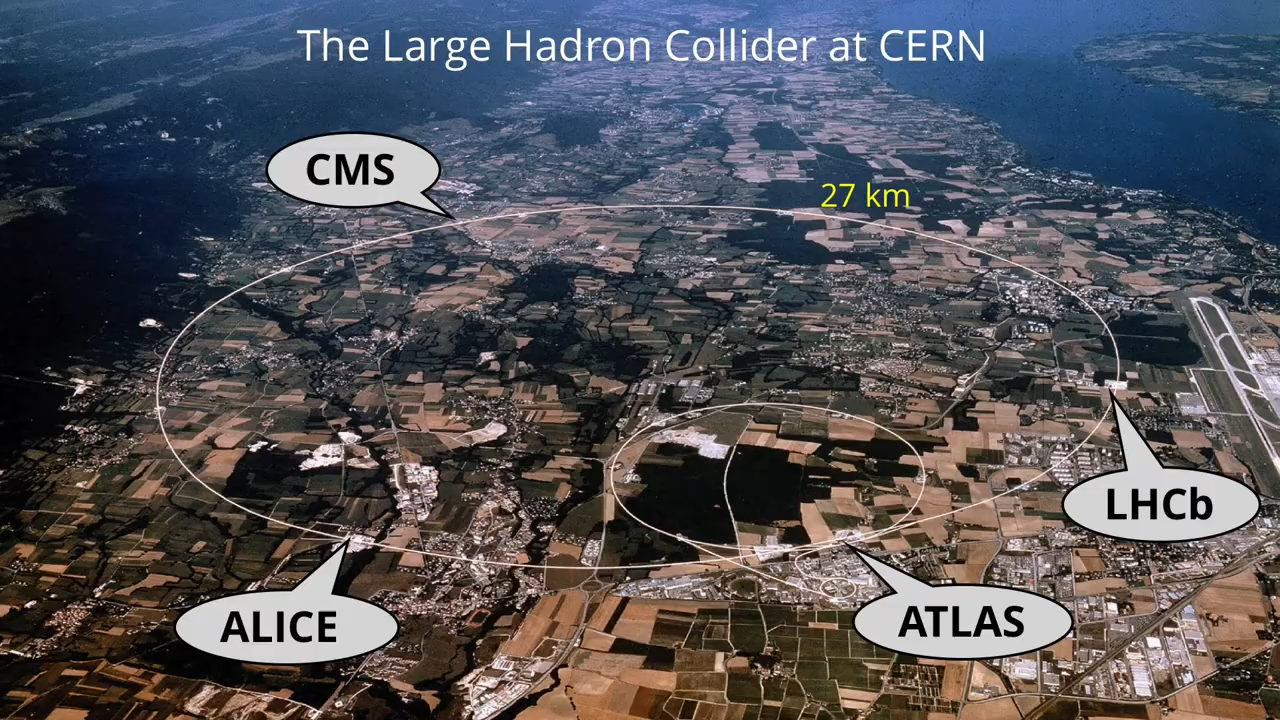 The Large Hadron Collider at CERN
CMS
27 km
LHCb
ALICE
ATLAS